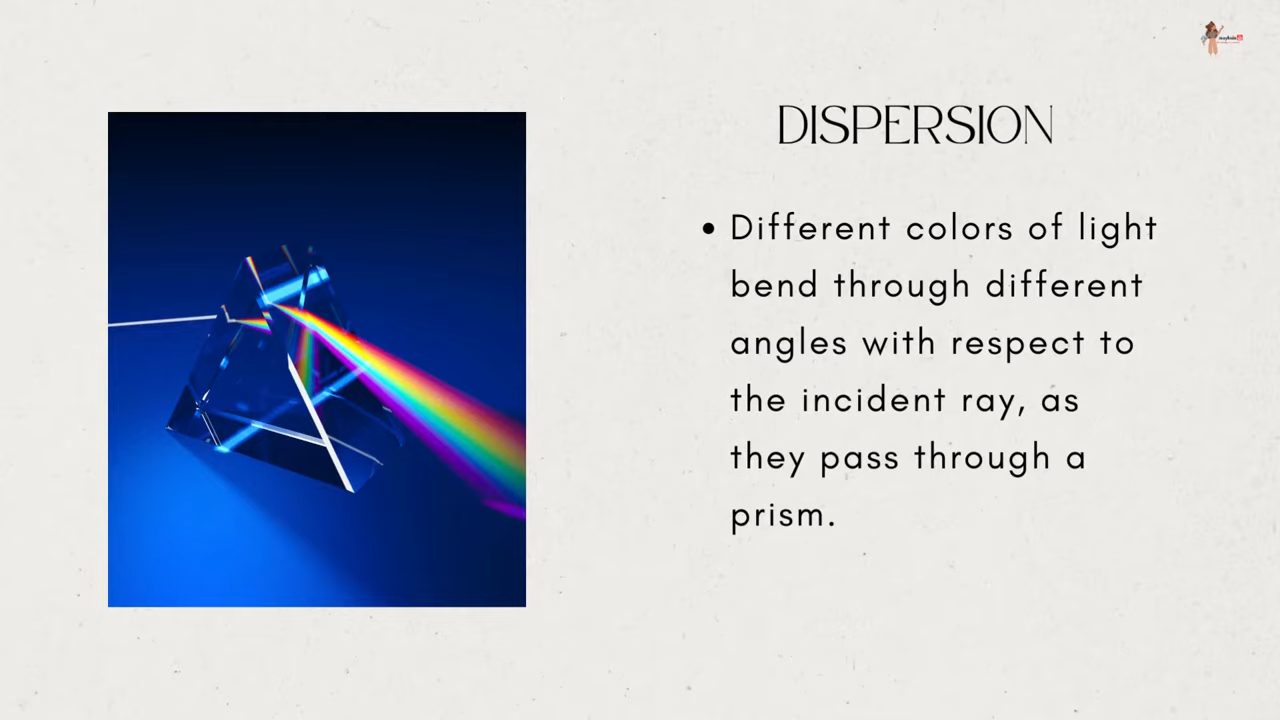 DISPERSION
• Different colors of light
bend through different
angles with respect to
the incident ray, as
they pass through a
prism.